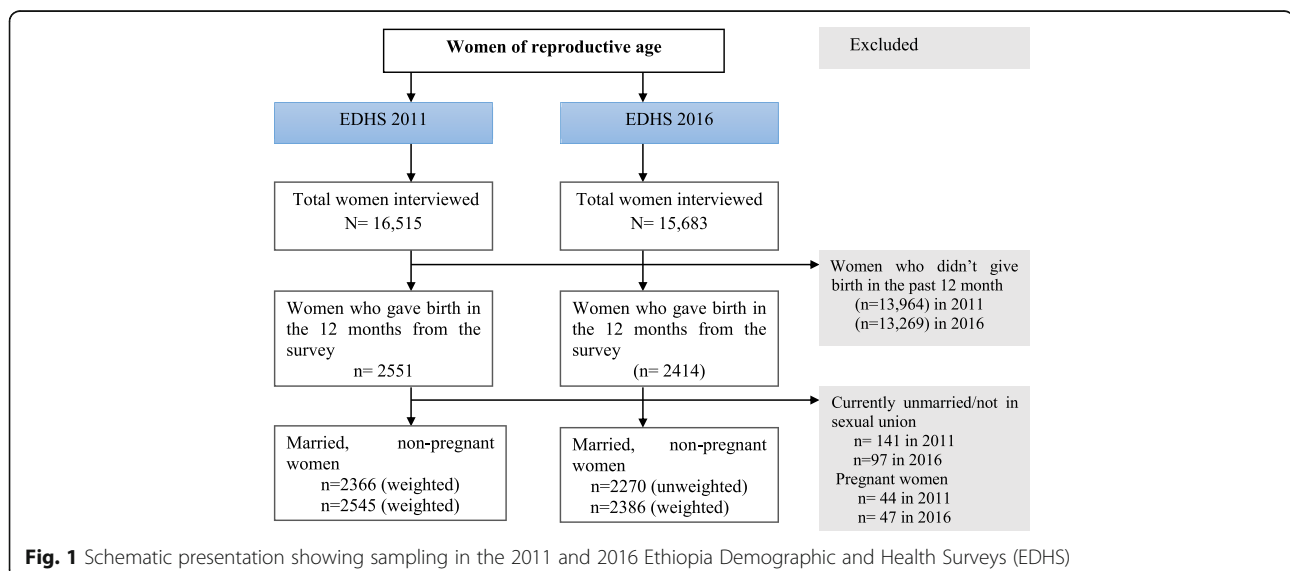 Women of reproductive age
Excluded
EDHS 2011
EDHS 2016
Total women interviewed
N= 16,515
Total women interviewed
N= 15,683
Women who didn't give
birth in the past 12 month
(n=13,964) in 2011
(n=13,269) in 2016
Women who gave birth in
the 12 months from the
survey
n= 2551
Women who gave birth in
the 12 months from the
survey
(n= 2414)
Currently unmarried/not in
sexual union
n= 141 in 2011
n=97 in 2016
Pregnant women
n= 44 in 2011
n= 47 in 2016
Married, non-pregnant
women
n=2366 (weighted)
n=2545 (weighted)
Married, non-pregnant
women
n=2270 (unweighted)
n=2386 (weighted)
Fig. 1 Schematic presentation showing sampling in the 2011 and 2016 Ethiopia Demographic and Health Surveys (EDHS)